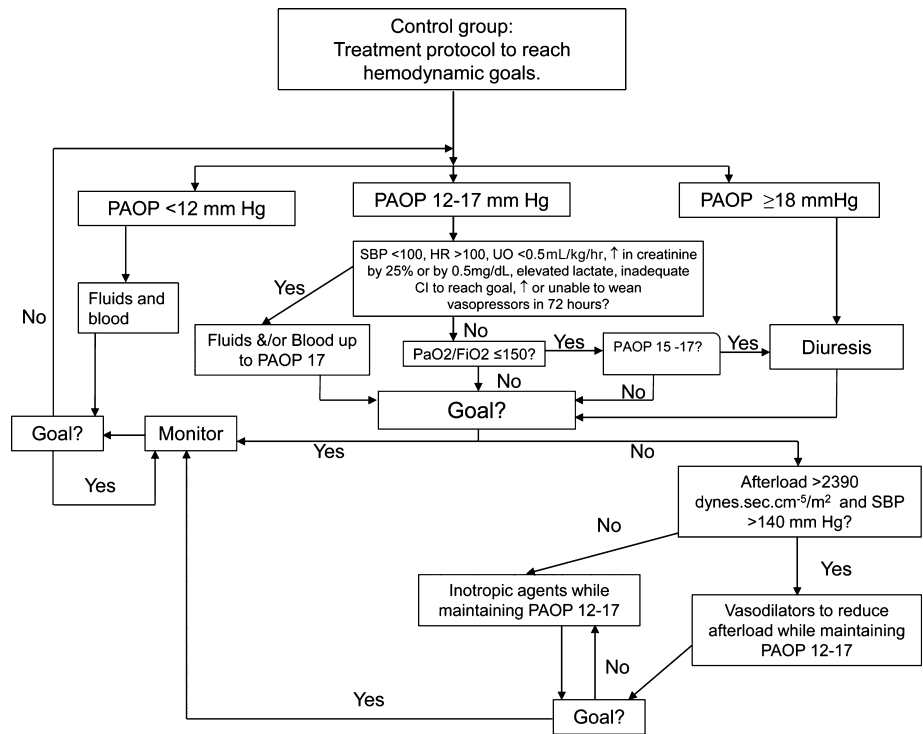 Control group:
Treatment protocol to reach
hemodynamic goals.
PAOP <12 mm Hg
PAOP 12-17 mm Hg
PAOP ≥18 mmHg
SBP <100, HR >100, UO <0.5mL/kg/hr, ↑ in creatinine
by 25% or by 0.5mg/dL, elevated lactate, inadequate
CI to reach goal, ↑ or unable to wean
vasopressors in 72 hours?
Yes
Fluids and
blood
No
No
Fluids &/or Blood up
to PAOP 17
PaO2/FiO2 ≤150?
Yes
PAOP 15 -17?
Yes
Diuresis
No
No
Goal?
Goal?
Monitor
Yes
No
Yes
Afterload >2390
dynes.sec.cm-5/m2 and SBP
>140 mm Hg?
No
Yes
Inotropic agents while
maintaining PAOP 12-17
Vasodilators to reduce
afterload while maintaining
PAOP 12-17
No
Yes
Goal?